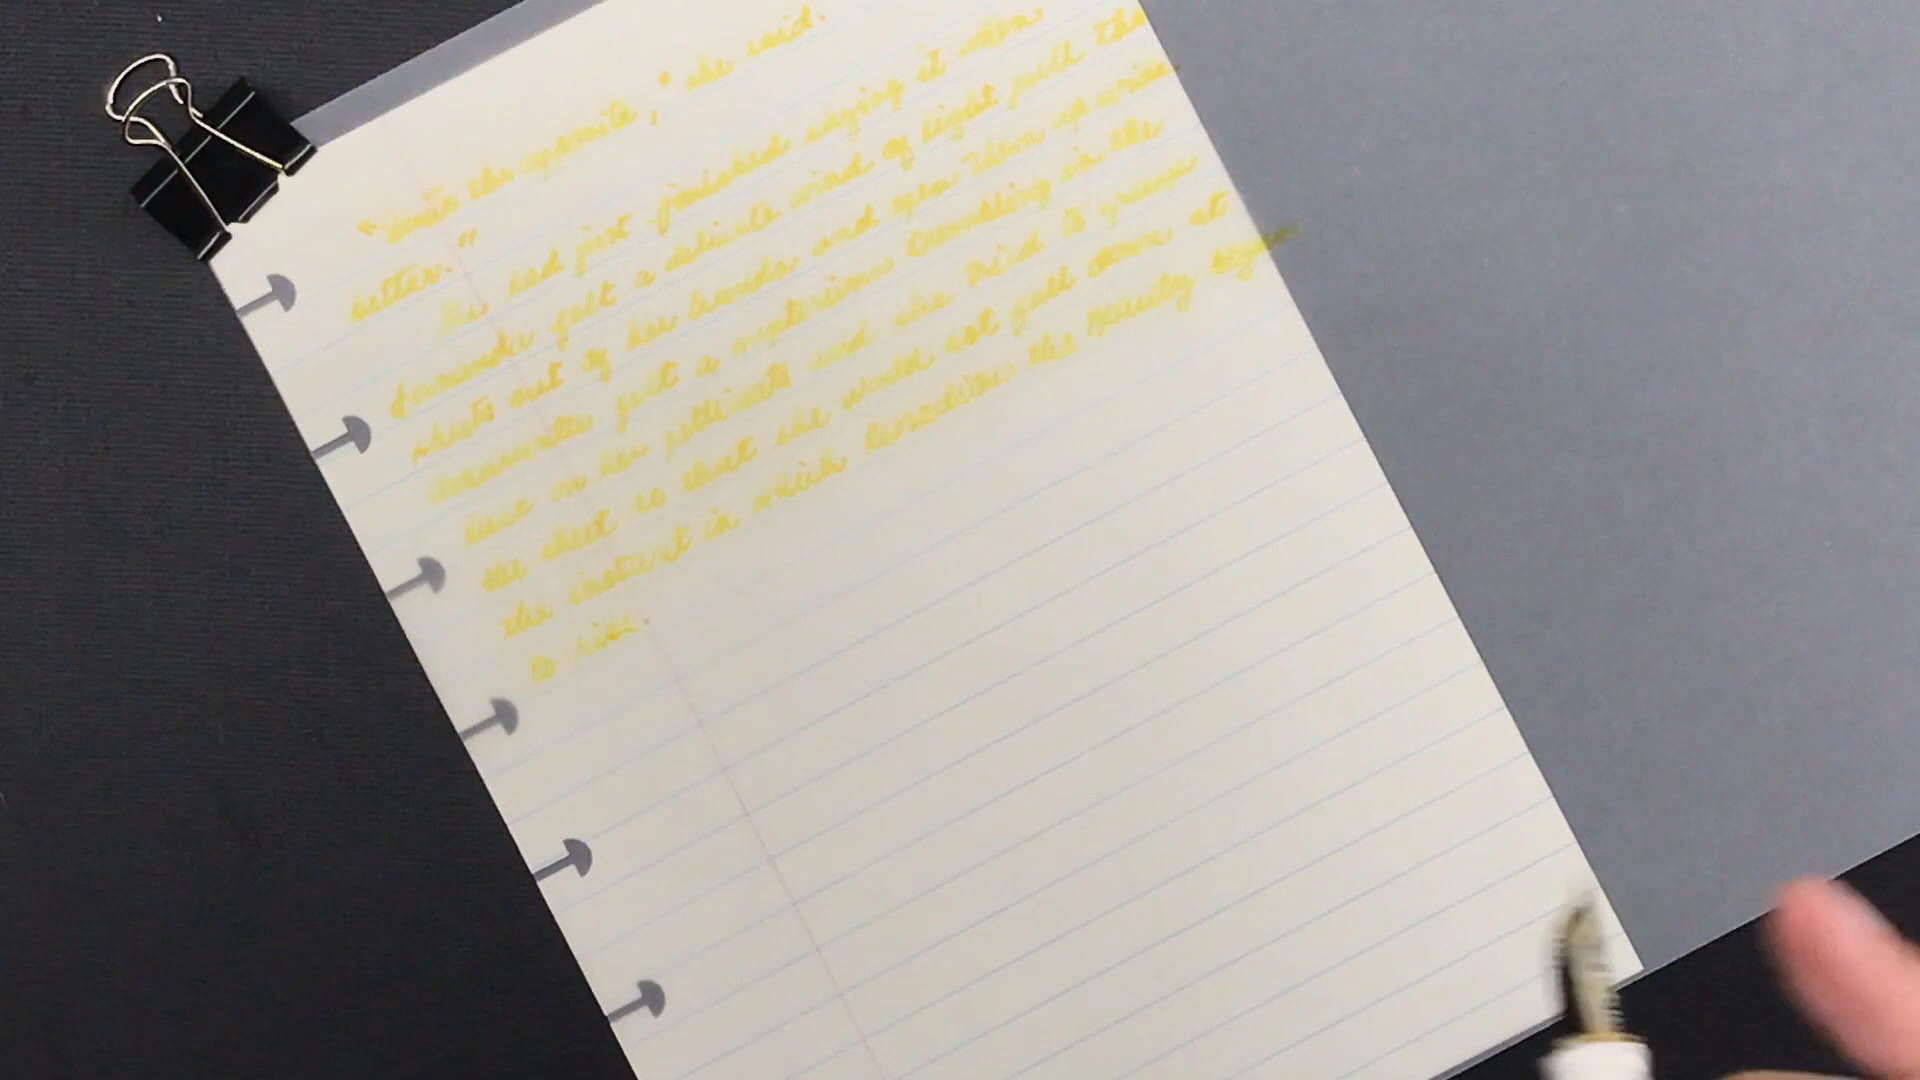 "Quite the opposite," she said.
better."
She had just finished saying it when
Fernanda felt a delicate wind of light pull the
sheets out of her hands and open them up wide.
Amaranta felt a mysterious trembling in the
lace on her petticoats and she tried to grasp
the sheet so that she would not fall down at
the instant in which Remedios the Beauty began
to rise.